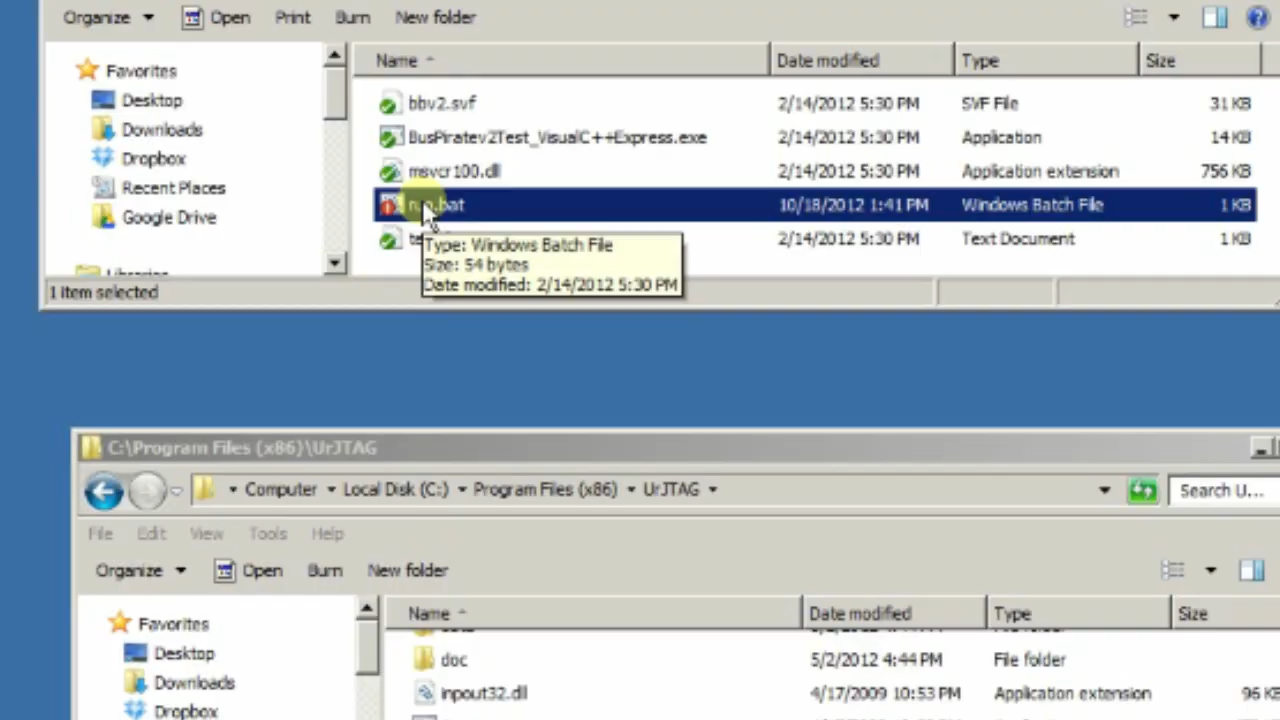 Organize Open Print Burn New folder
Name Date modified Type Size
Favorites
Desktop
Downloads
Dropbox
Recent Places
Google Drive
Libraries
bbv2.svf 2/14/2012 5:30 PM SVF File 31 KB
BusPiratev2Test_VisualC++Express.exe 2/14/2012 5:30 PM Application 14 KB
msvcr100.dll 2/14/2012 5:30 PM Application extension 756 KB
run.bat 10/18/2012 1:41 PM Windows Batch File 1 KB
2/14/2012 5:30 PM Text Document 1 KB
Type: Windows Batch File
Size: 54 bytes
Date modified: 2/14/2012 5:30 PM
1 item selected
C:\Program Files (x86)\UrJTAG
Computer Local Disk (C:) Program Files (x86) UrJTAG Search U...
File Edit View Tools Help
Organize Open Burn New folder
Name Date modified Type Size
Favorites
Desktop
Downloads
Dropbox
doc 5/2/2012 4:44 PM File folder
inpout32.dll 4/17/2009 10:53 PM Application extension 96 KB